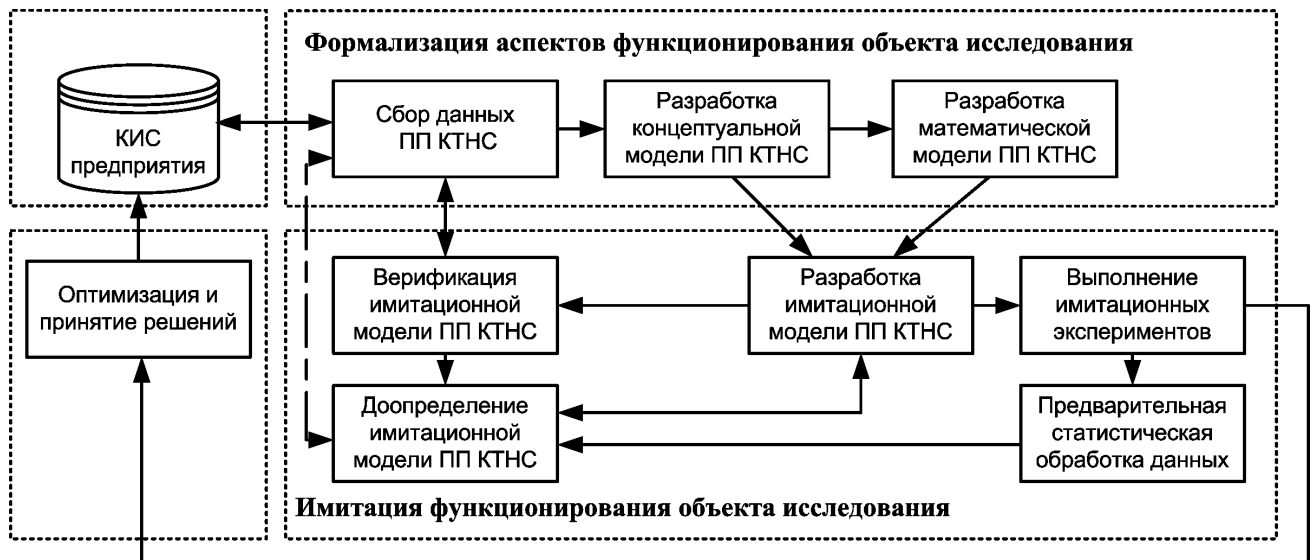 Формализация аспектов функционирования объекта исследования
КИС
предприятия
Сбор данных
ПП КТНС
Разработка
концептуальной
модели ПП КТНС
Разработка
математической
модели ПП КТНС
Оптимизация и
принятие решений
Верификация
имитационной
модели ПП КТНС
Разработка
имитационной
модели ПП КТНС
Выполнение
имитационных
экспериментов
Доопределение
имитационной
модели ПП КТНС
Предварительная
статистическая
обработка данных
Имитация функционирования объекта исследования